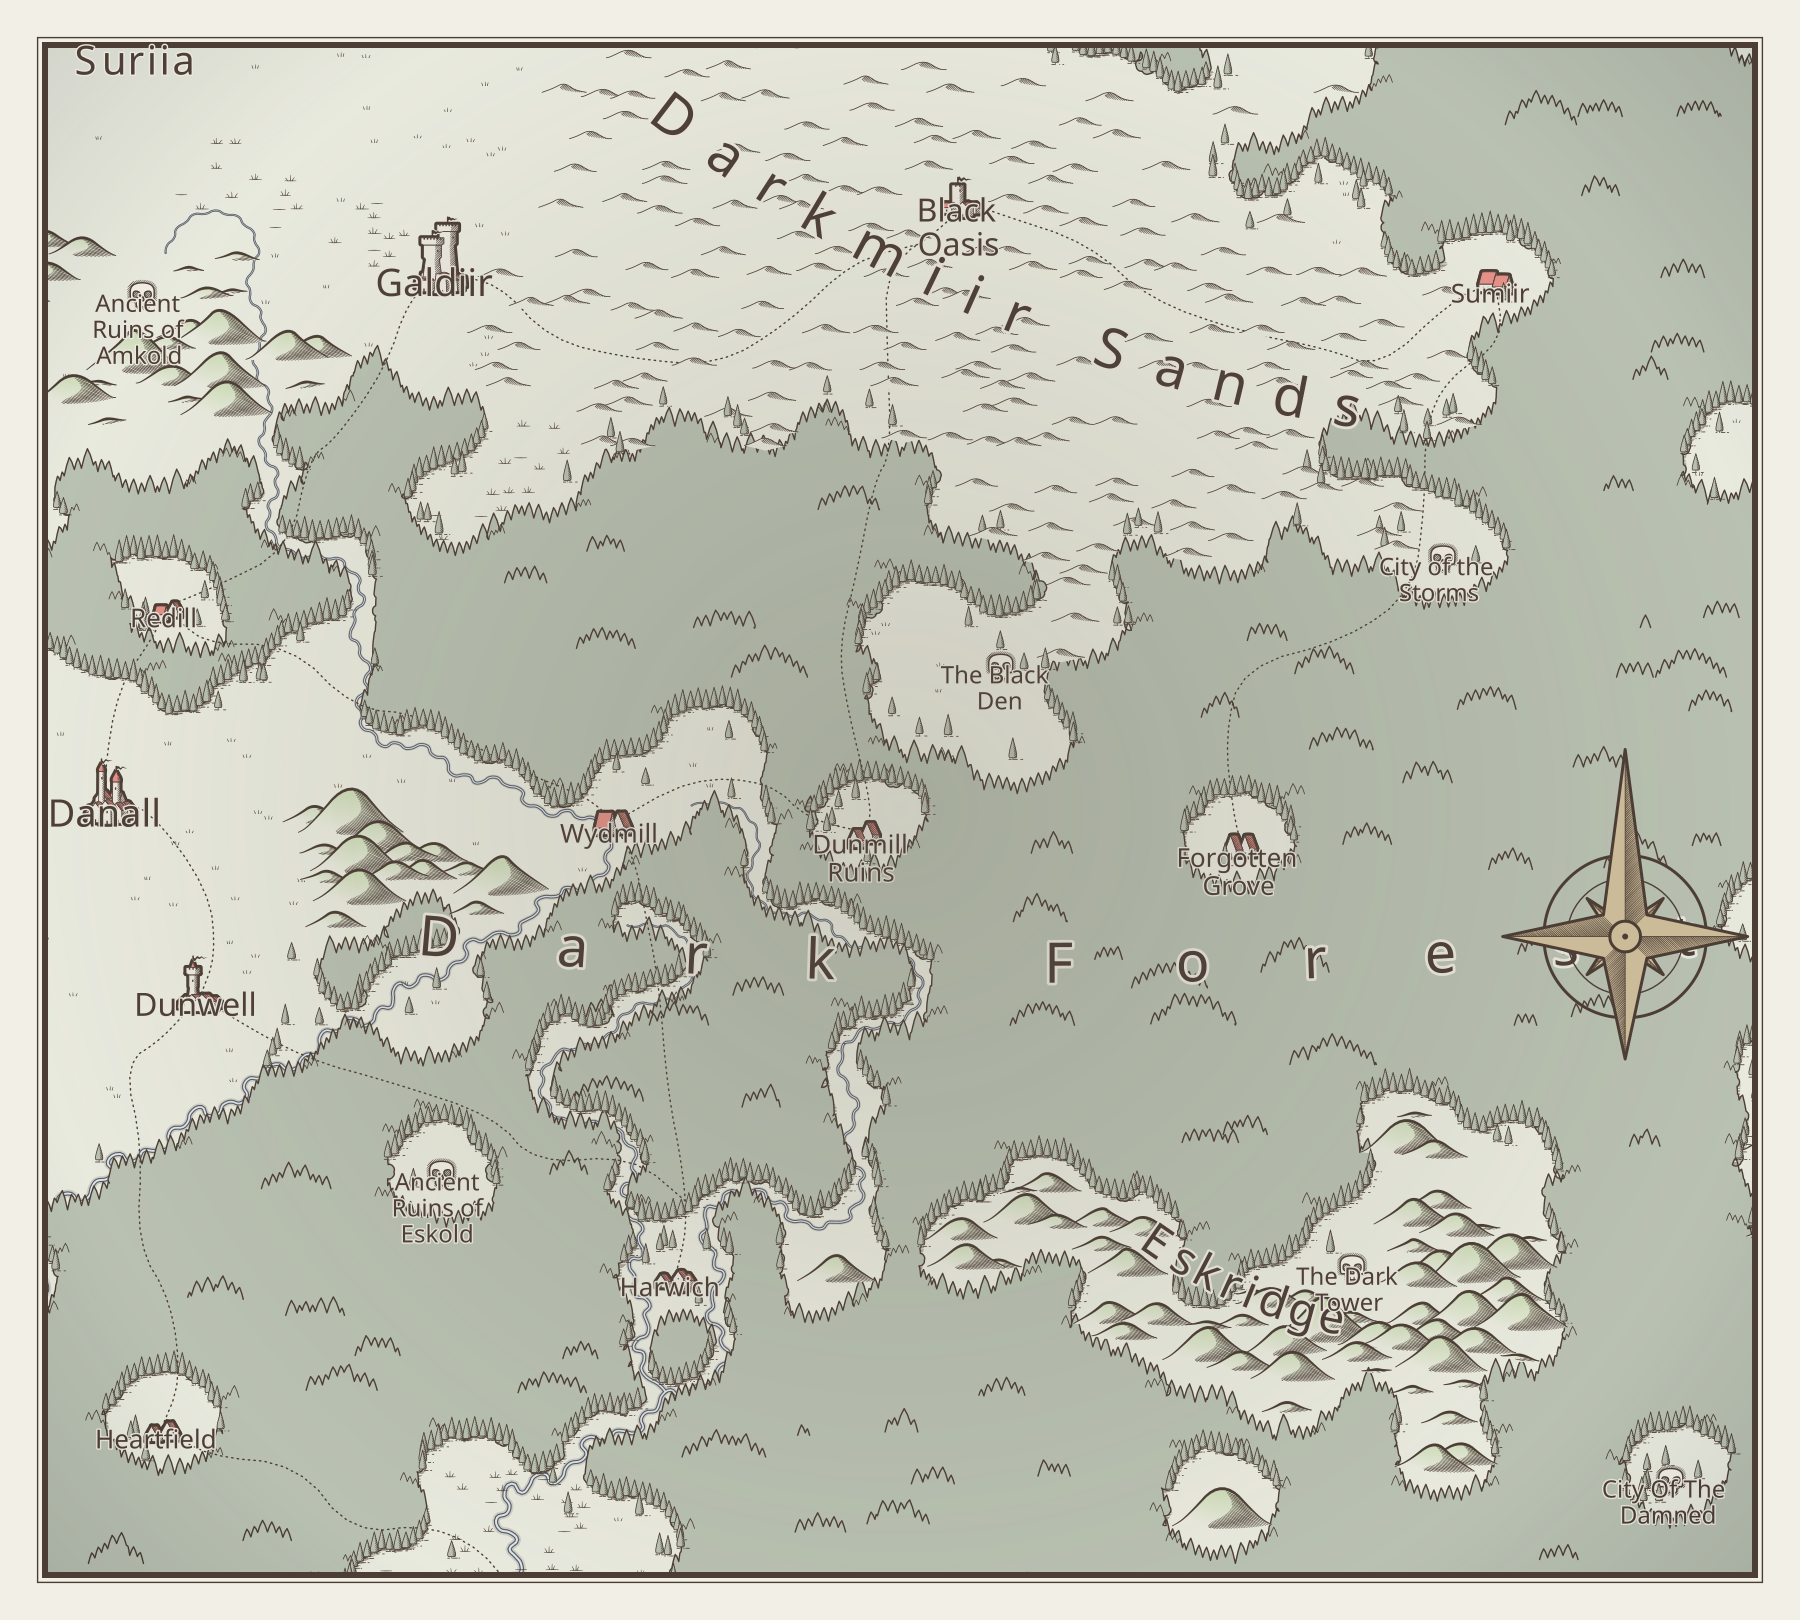 Suriia
Darkmiir Sands
Black
Oasis
Galdiir
Sumiir
Ancient
Ruins of
Amkold
City of the
Storms
Redill
The Black
Den
Danall
Wydmill
Dunmill
Ruins
Forgotten
Grove
Dark Forest
Dunwell
Ancient
Ruins of
Eskold
Eskridge
The Dark
Tower
Harwich
Heartfield
City Of The
Damned